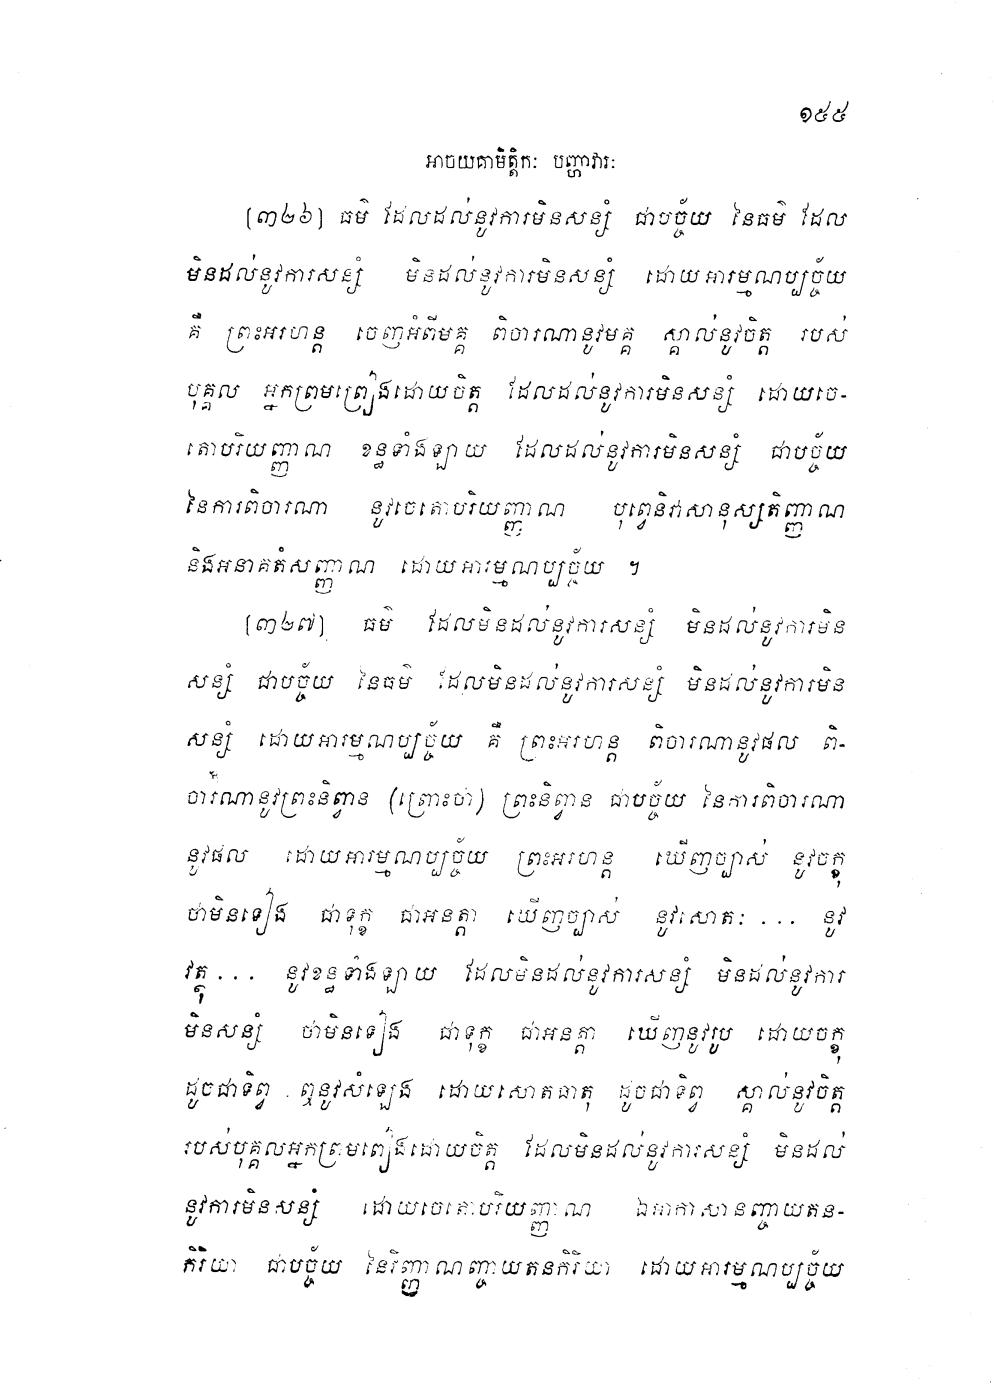 ១៥៥
អាចយគាមិត្តិកៈ បញ្ហាវារៈ
[៣២៦] ធម៌ ដែលដល់នូវការមិនសន្សំ ជាបច្ច័យ នៃធម៌ ដែល
មិនដល់នូវការសន្សំ មិនដល់នូវការមិនសន្សំ ដោយអារម្មណប្បច្ច័យ
គឺ ព្រះអរហន្ត ចេញអំពីមគ្គ ពិចារណានូវមគ្គ ស្គាល់នូវចិត្ត របស់
បុគ្គល អ្នកព្រមព្រៀងដោយចិត្ត ដែលដល់នូវការមិនសន្សំ ដោយចេ-
តោបរិយញ្ញាណ ខន្ធទាំងឡាយ ដែលដល់នូវការមិនសន្សំ ជាបច្ច័យ
នៃការពិចារណា នូវចេតោបរិយញ្ញាណ បុព្វេនិវាសានុស្សតិញ្ញាណ
និងអនាគតំសញ្ញាណ ដោយអារម្មណប្បច្ច័យ ។
[៣២៧] ធម៌ ដែលមិនដល់នូវការសន្សំ មិនដល់នូវការមិន
សន្សំ ជាបច្ច័យ នៃធម៌ ដែលមិនដល់នូវការសន្សំ មិនដល់នូវការមិន
សន្សំ ដោយអារម្មណប្បច្ច័យ គឺ ព្រះអរហន្ត ពិចារណានូវផល ពិ-
ចារណានូវព្រះនិព្វាន (ព្រោះថា) ព្រះនិព្វាន ជាបច្ច័យ នៃការពិចារណា
នូវផល ដោយអារម្មណប្បច្ច័យ ព្រះអរហន្ត ឃើញច្បាស់ នូវចក្ខុ
ថាមិនទៀង ជាទុក្ខ ជាអនត្តា ឃើញច្បាស់ នូវសោតៈ ... នូវ
វត្ថុ ... នូវខន្ធទាំងឡាយ ដែលមិនដល់នូវការសន្សំ មិនដល់នូវការ
មិនសន្សំ ថាមិនទៀង ជាទុក្ខ ជាអនត្តា ឃើញនូវរូប ដោយចក្ខុ
ដូចជាទិព្វ ឮនូវសំឡេង ដោយសោតធាតុ ដូចជាទិព្វ ស្គាល់នូវចិត្ត
របស់បុគ្គលអ្នកព្រមព្រៀងដោយចិត្ត ដែលមិនដល់នូវការសន្សំ មិនដល់
នូវការមិនសន្សំ ដោយចេតោបរិយញ្ញាណ ឯអាកាសានញ្ចាយតន-
កិរិយា ជាបច្ច័យ នៃវិញ្ញាណញ្ចាយតនកិរិយា ដោយអារម្មណប្បច្ច័យ